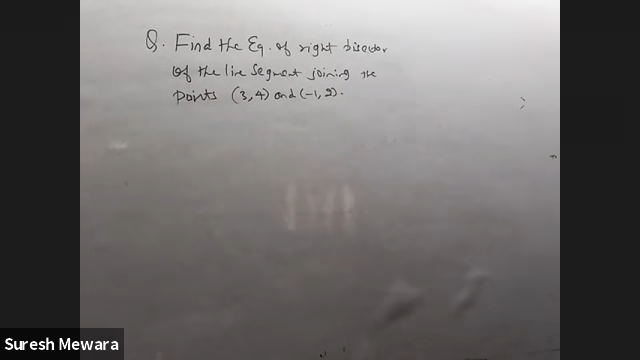 Q. Find the Eq. of right bisector
of the line segment joining the
points (3,4) and (-1,2).
Suresh Mewara